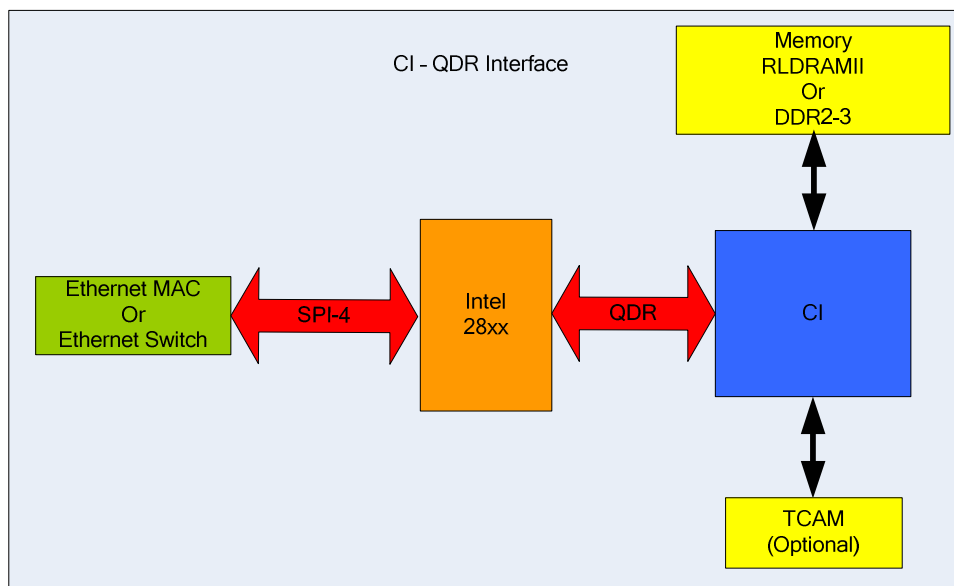 CI - QDR Interface
Memory
RLDRAMII
Or
DDR2-3
Ethernet MAC
Or
Ethernet Switch
SPI-4
Intel
28xx
QDR
CI
TCAM
(Optional)